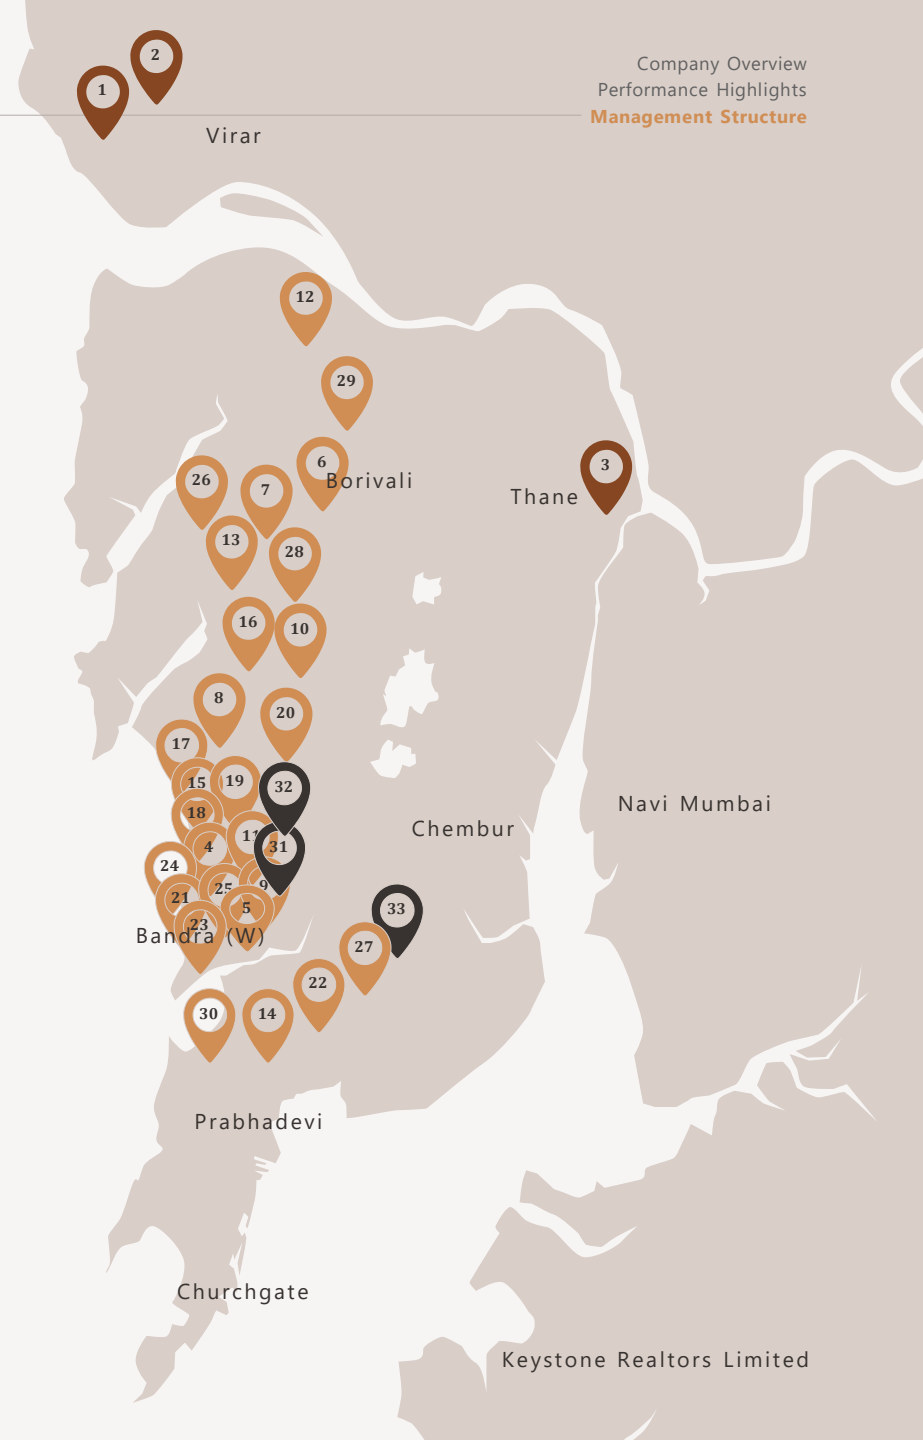 Company Overview
Performance Highlights
Management Structure
2
1
Virar
12
29
6
Borivali
3
Thane
26
7
13
28
16
10
8
20
17
15
19
32
18
Navi Mumbai
Chembur
4
11
31
24
25
9
21
5
33
23
Bandra (W)
27
22
30
14
Prabhadevi
Churchgate
Keystone Realtors Limited